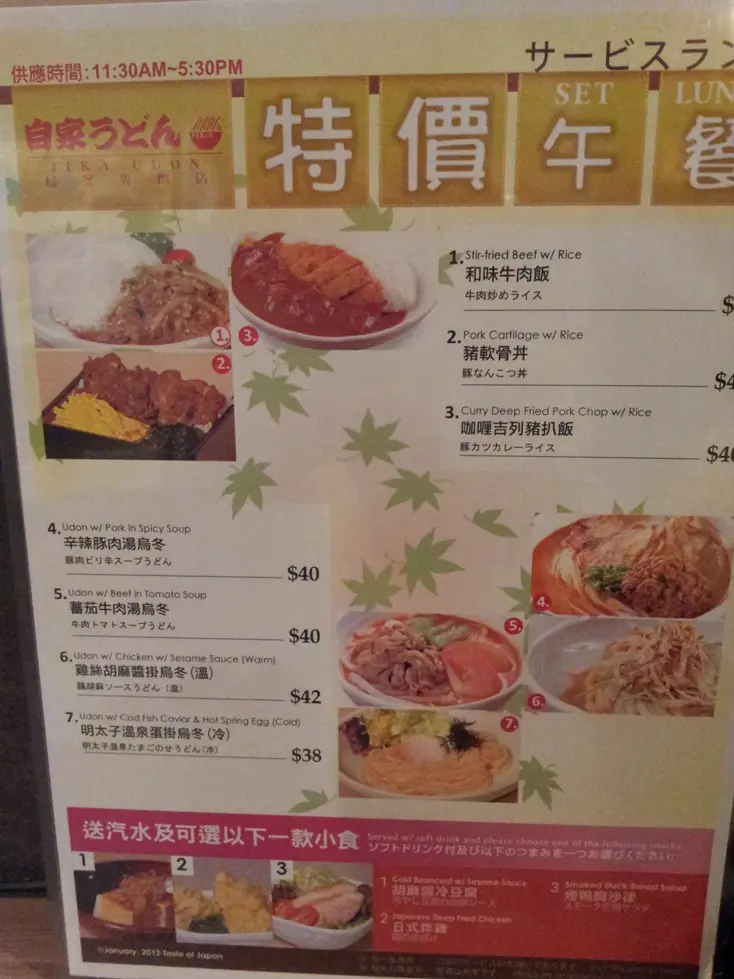 供應時間:11:30AM~5:30PM
サービスラン
自家うどん
JIKA UDON
特價午餐
SET LUN
1. Stir-fried Beef w/ Rice
和味牛肉飯
牛肉炒めライス
$
2. Pork Cartilage w/ Rice
豬軟骨丼
豚なんこつ丼
$4
3. Curry Deep Fried Pork Chop w/ Rice
咖喱吉列豬扒飯
豚カツカレーライス
$40
1.
3.
2.
4. Udon w/ Pork in Spicy Soup
辛辣豚肉湯烏冬
豚肉ピリ辛スープうどん
$40
5. Udon w/ Beef in Tomato Soup
蕃茄牛肉湯烏冬
牛肉トマトスープうどん
$40
6. Udon w/ Chicken w/ Sesame Sauce (Warm)
雞絲胡麻醬掛烏冬(溫)
鶏胡麻ソースうどん(溫)
$42
7. Udon w/ Cod Fish Caviar & Hot Spring Egg (Cold)
明太子溫泉蛋掛烏冬(冷)
明太子温泉たまごのせうどん(冷)
$38
4.
5.
6.
7.
送汽水及可選以下一款小食 Served w/ soft drink and please choose one of the following snacks
ソフトドリンク付及び以下のつまみを一つお選びください
1
2
3
1 Cold Beancurd w/ Sesame Sauce
胡麻醬冷豆腐
2 Japanese Deep Fried Chicken
日式炸雞
3 Smoked Duck Breast Salad
煙鴨胸沙律
©January, 2012 Taste of Japan